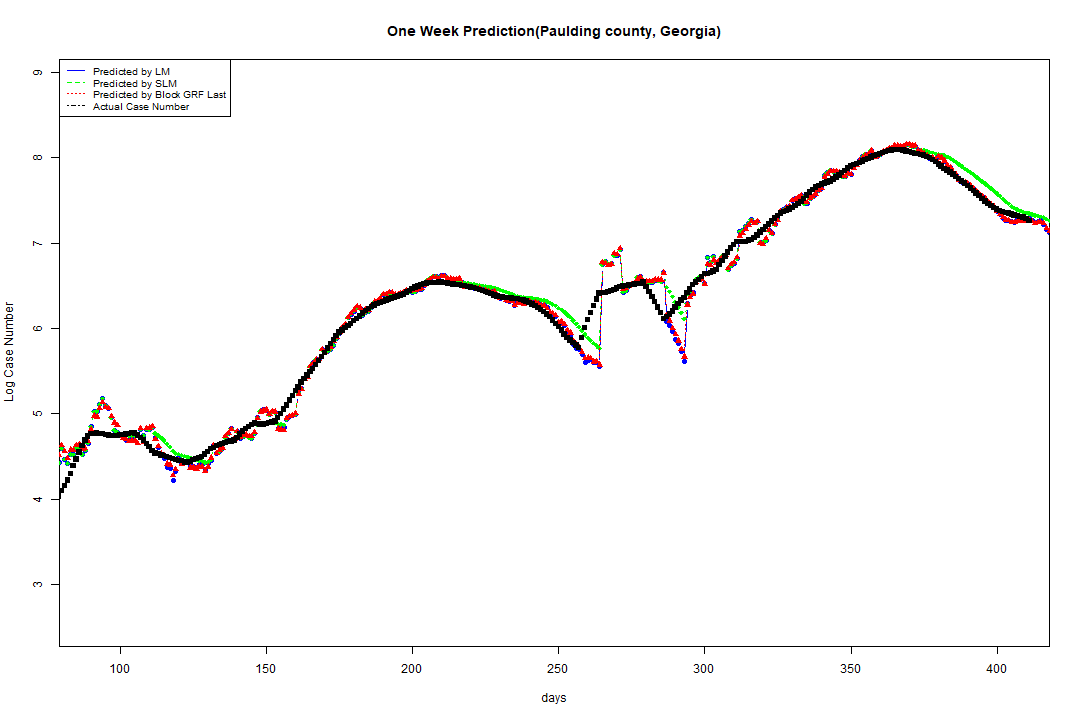 One Week Prediction(Paulding county, Georgia)
Predicted by LM
Predicted by SLM
Predicted by Block GRF Last
Actual Case Number
9
8
7
6
5
4
3
Log Case Number
100 150 200 250 300 350 400
days